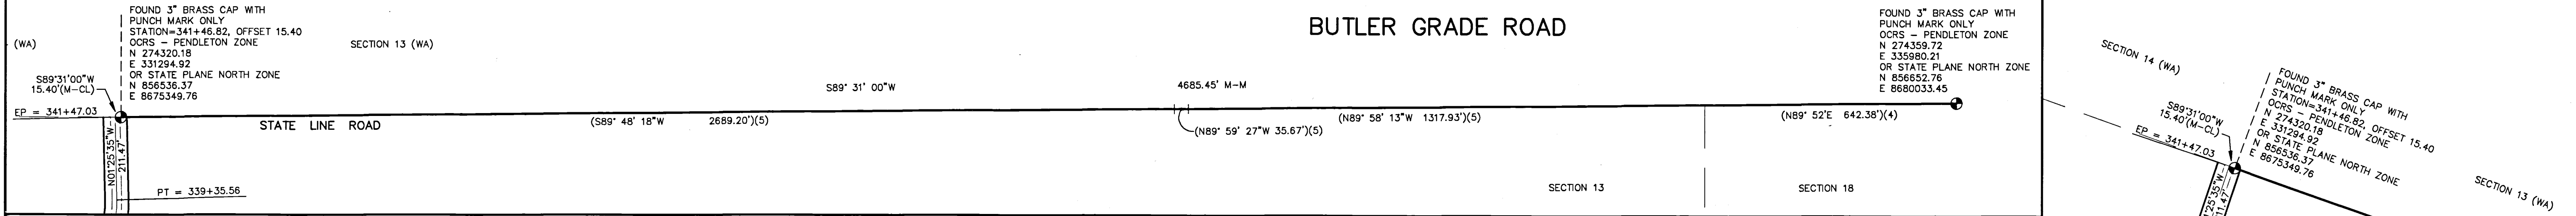 BUTLER GRADE ROAD
(WA)
FOUND 3" BRASS CAP WITH
PUNCH MARK ONLY
STATION=341+46.82, OFFSET 15.40
OCRS - PENDLETON ZONE
N 274320.18
E 331294.92
OR STATE PLANE NORTH ZONE
N 856536.37
E 8675349.76
SECTION 13 (WA)
S89°31'00"W
15.40'(M-CL)
EP = 341+47.03
STATE LINE ROAD
N01°25'35"W
211.47'
PT = 339+35.56
S89° 31' 00"W
4685.45' M-M
(S89° 48' 18"W 2689.20')(5)
(N89° 59' 27"W 35.67')(5)
(N89° 58' 13"W 1317.93')(5)
(N89° 52'E 642.38')(4)
SECTION 13
SECTION 18
FOUND 3" BRASS CAP WITH
PUNCH MARK ONLY
OCRS - PENDLETON ZONE
N 274359.72
E 335980.21
OR STATE PLANE NORTH ZONE
N 856652.76
E 8680033.45
SECTION 14 (WA)
FOUND 3" BRASS CAP WITH
PUNCH MARK ONLY
STATION=341+46.82, OFFSET 15.40
OCRS - PENDLETON ZONE
N 274320.18
E 331294.92
OR STATE PLANE NORTH ZONE
N 856536.37
E 8675349.76
S89°31'00"W
15.40'(M-CL)
EP = 341+47.03
SECTION 13 (WA)
1°25'35"W
211.47'